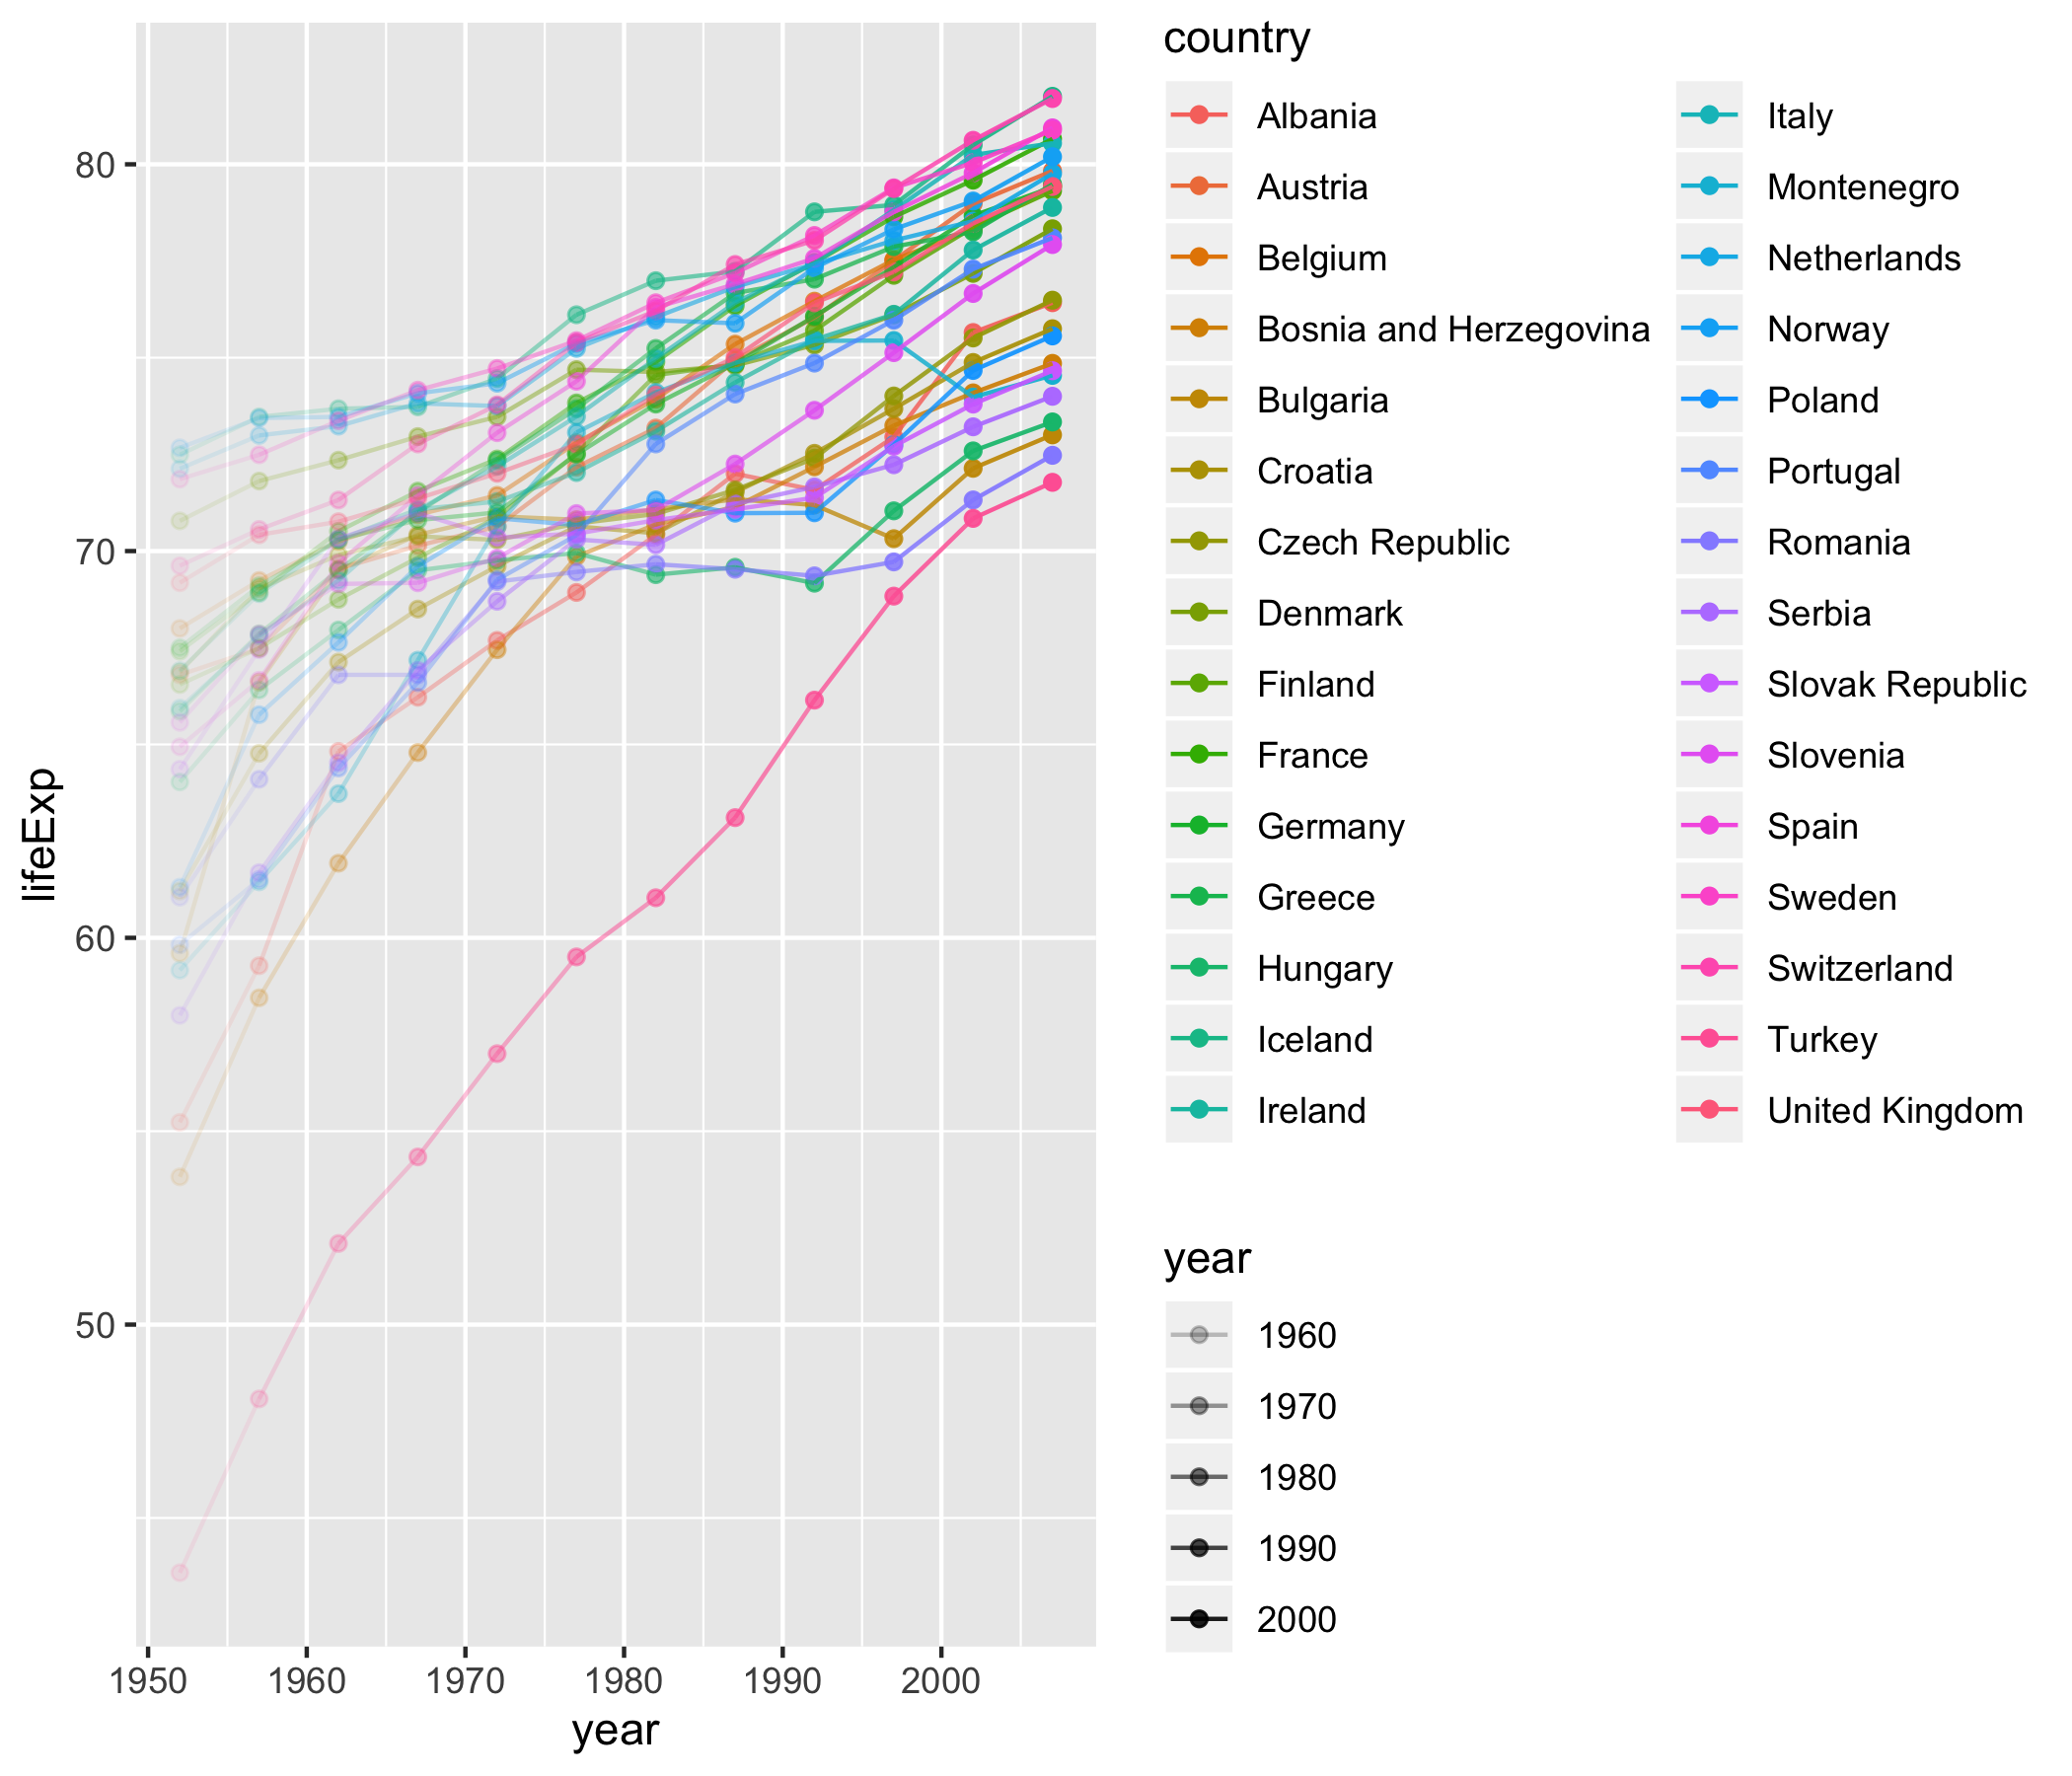 lifeExp
80
70
60
50
1950 1960 1970 1980 1990 2000
year
country
Albania
Austria
Belgium
Bosnia and Herzegovina
Bulgaria
Croatia
Czech Republic
Denmark
Finland
France
Germany
Greece
Hungary
Iceland
Ireland
Italy
Montenegro
Netherlands
Norway
Poland
Portugal
Romania
Serbia
Slovak Republic
Slovenia
Spain
Sweden
Switzerland
Turkey
United Kingdom
year
1960
1970
1980
1990
2000